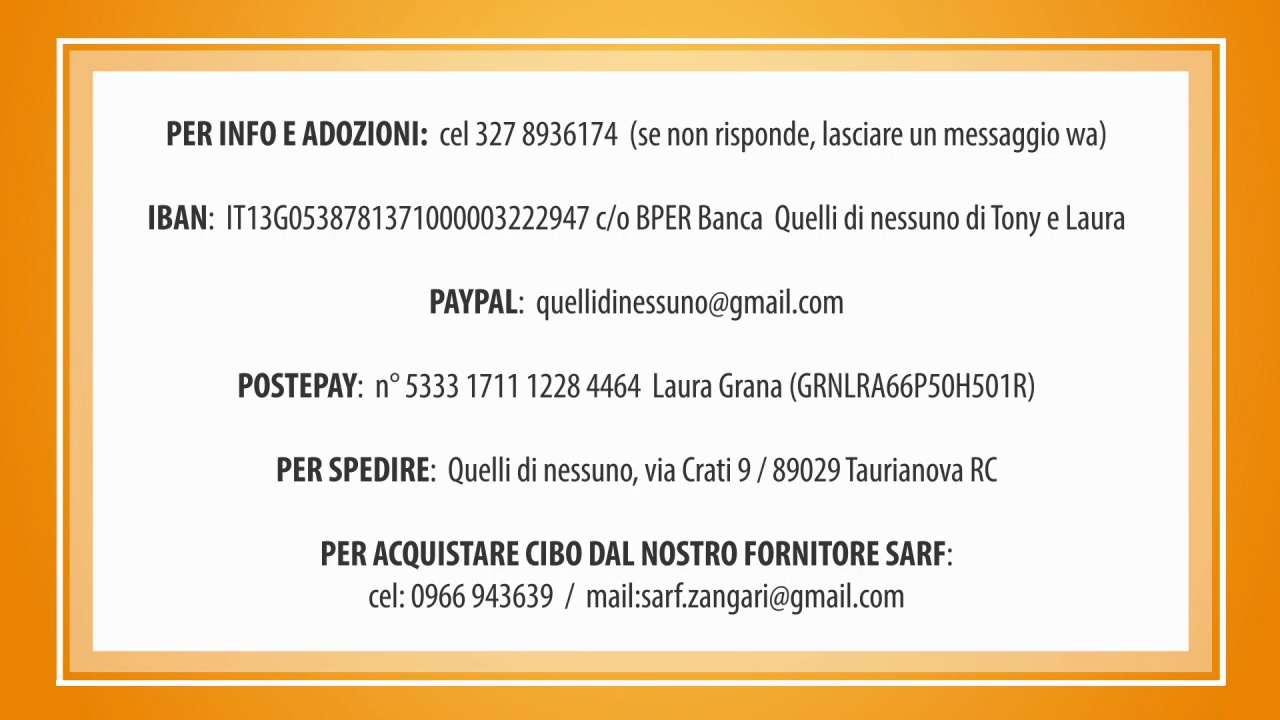 PER INFO E ADOZIONI: cel 327 8936174 (se non risponde, lasciare un messaggio wa)
IBAN: IT13G0538781371000003222947 c/o BPER Banca Quelli di nessuno di Tony e Laura
PAYPAL: quellidinessuno@gmail.com
POSTEPAY: n° 5333 1711 1228 4464 Laura Grana (GRNLRA66P50H501R)
PER SPEDIRE: Quelli di nessuno, via Crati 9 / 89029 Taurianova RC
PER ACQUISTARE CIBO DAL NOSTRO FORNITORE SARF:
cel: 0966 943639 / mail:sarf.zangari@gmail.com